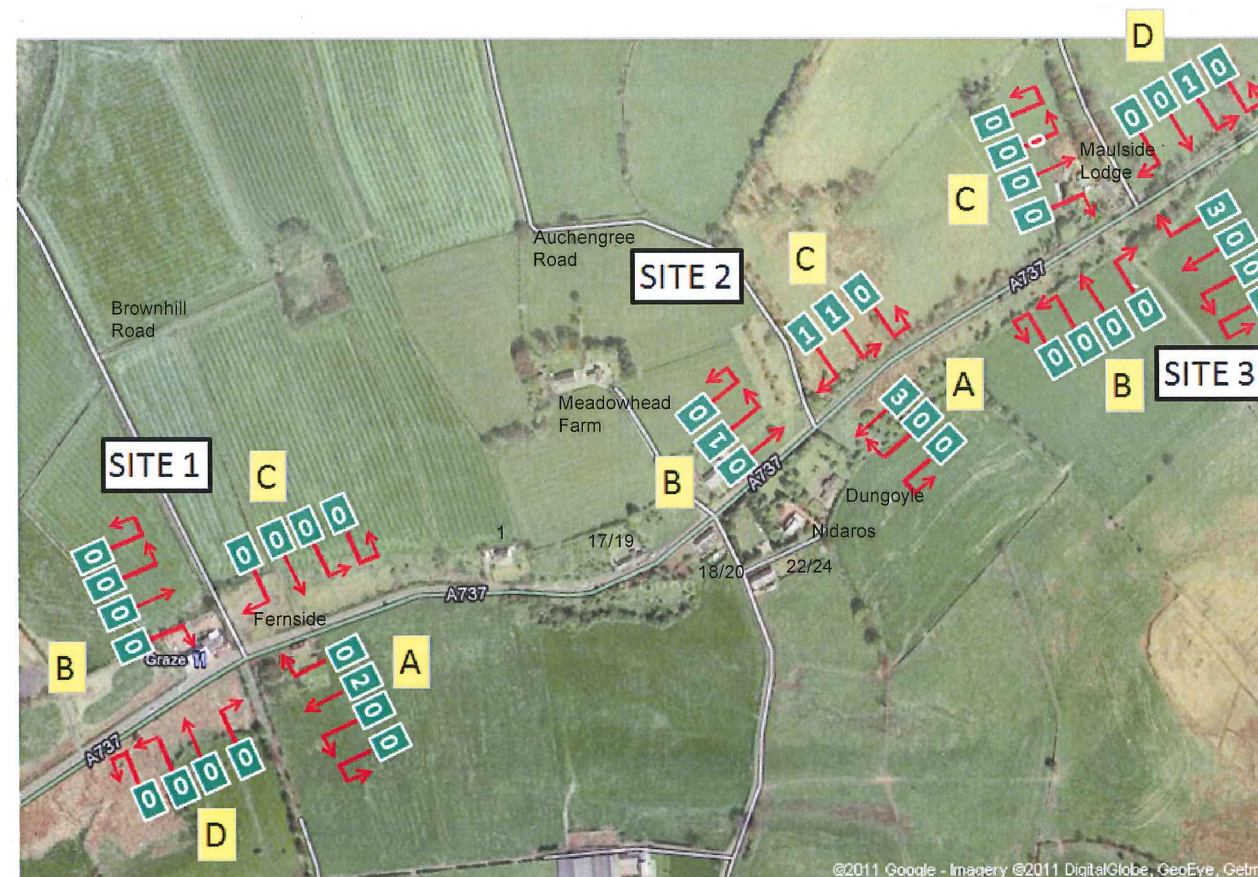 D
0 0 1 0
0
0
0
0
Maulside
Lodge
C
3
0
0
0
Auchengree
Road
SITE 2
C
1 1 0
A737
Brownhill
Road
A
3
0
0
0 0 0 0
B
SITE 3
Meadowhead
Farm
0
1
0
B
A737
SITE 1
C
Dungoyle
Nidaros
1
17/19
18/20
22/24
0 0 0 0
0
0
0
0
A737
Fernside
B
Graze
A
0
2
0
0
A737
0 0 0 0
D
©2011 Google - Imagery ©2011 DigitalGlobe, GeoEye, Getm